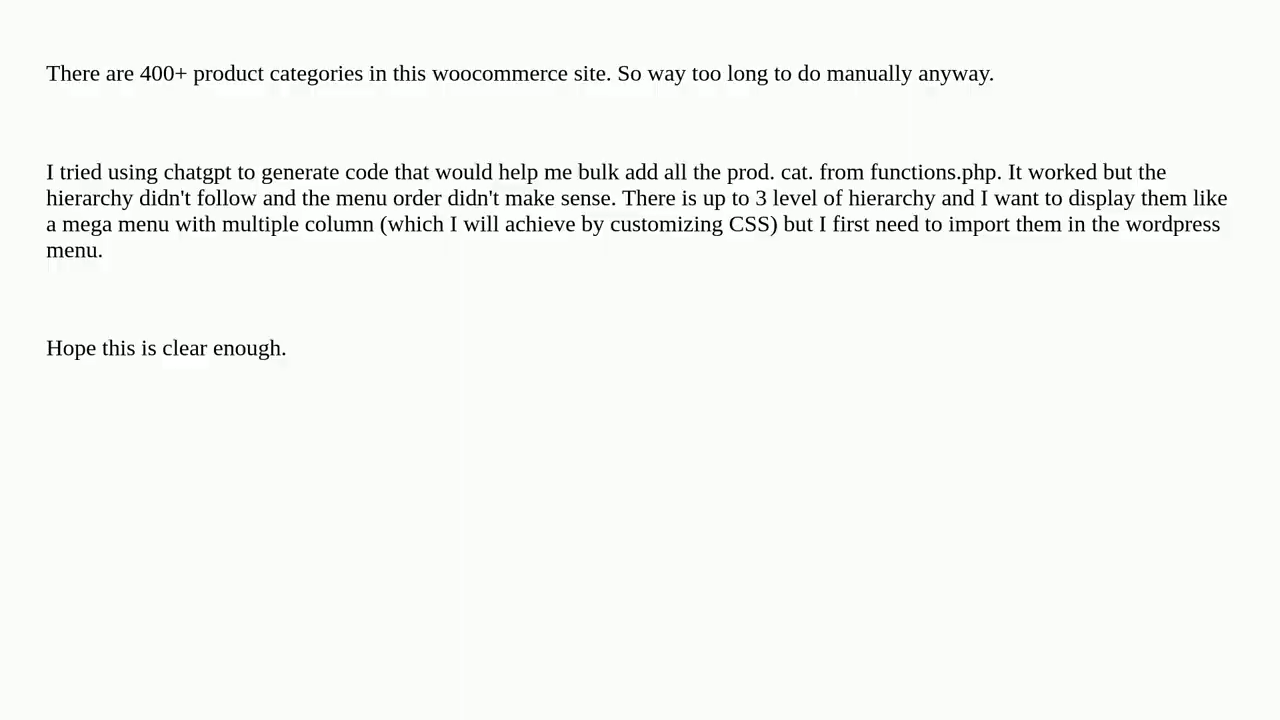 There are 400+ product categories in this woocommerce site. So way too long to do manually anyway.
I tried using chatgpt to generate code that would help me bulk add all the prod. cat. from functions.php. It worked but the
hierarchy didn't follow and the menu order didn't make sense. There is up to 3 level of hierarchy and I want to display them like
a mega menu with multiple column (which I will achieve by customizing CSS) but I first need to import them in the wordpress
menu.
Hope this is clear enough.